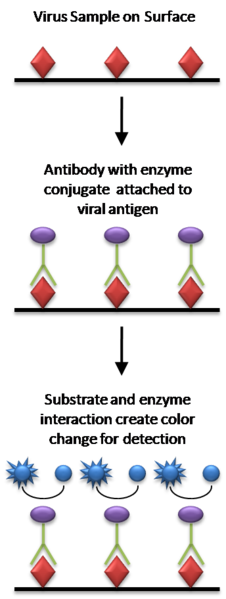 Virus Sample on Surface
Antibody with enzyme
conjugate attached to
viral antigen
Substrate and enzyme
interaction create color
change for detection